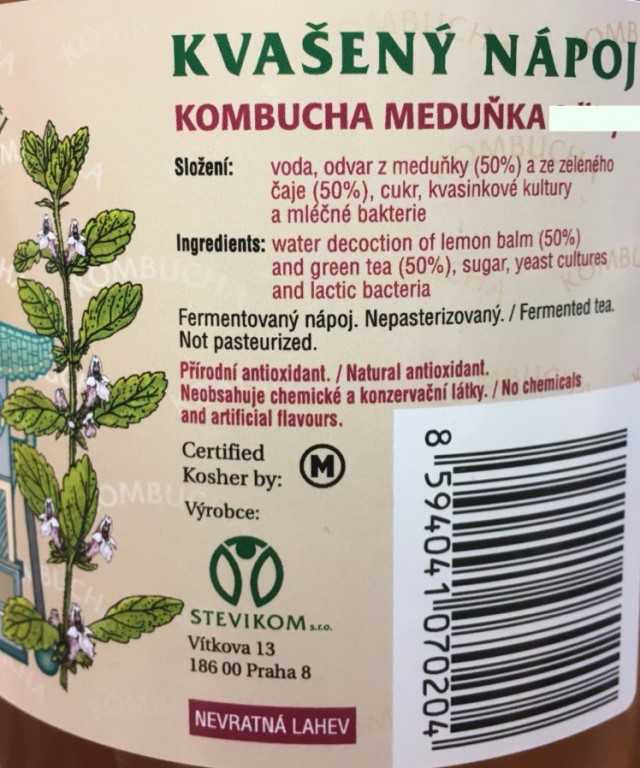 KVAŠENÝ NÁPOJ
KOMBUCHA MEDUŇKA
Složení: voda, odvar z meduňky (50%) a ze zeleného
čaje (50%), cukr, kvasinkové kultury
a mléčné bakterie
Ingredients: water decoction of lemon balm (50%)
and green tea (50%), sugar, yeast cultures
and lactic bacteria
Fermentovaný nápoj. Nepasterizovaný. / Fermented tea.
Not pasteurized.
Přírodní antioxidant. / Natural antioxidant.
Neobsahuje chemické a konzervační látky. / No chemicals
and artificial flavours.
Certified
Kosher by: M
Výrobce:
STEVIKOM s.r.o.
Vítkova 13
186 00 Praha 8
NEVRATNÁ LAHEV
8 594041 070204